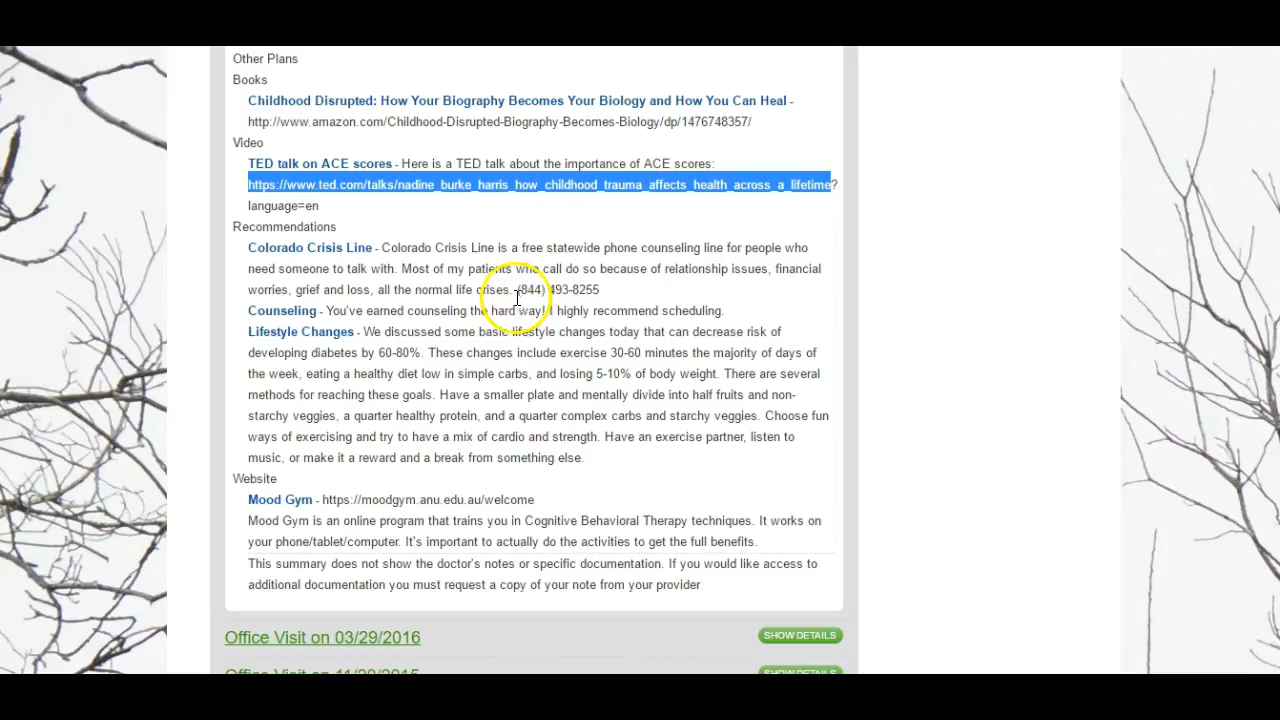 Other Plans
Books
Childhood Disrupted: How Your Biography Becomes Your Biology and How You Can Heal -
http://www.amazon.com/Childhood-Disrupted-Biography-Becomes-Biology/dp/1476748357/
Video
TED talk on ACE scores - Here is a TED talk about the importance of ACE scores:
https://www.ted.com/talks/nadine_burke_harris_how_childhood_trauma_affects_health_across_a_lifetime?
language=en
Recommendations
Colorado Crisis Line - Colorado Crisis Line is a free statewide phone counseling line for people who
need someone to talk with. Most of my patients who call do so because of relationship issues, financial
worries, grief and loss, all the normal life crises. (844) 493-8255
Counseling - You've earned counseling the hard way! I highly recommend scheduling.
Lifestyle Changes - We discussed some basic lifestyle changes today that can decrease risk of
developing diabetes by 60-80%. These changes include exercise 30-60 minutes the majority of days of
the week, eating a healthy diet low in simple carbs, and losing 5-10% of body weight. There are several
methods for reaching these goals. Have a smaller plate and mentally divide into half fruits and non-
starchy veggies, a quarter healthy protein, and a quarter complex carbs and starchy veggies. Choose fun
ways of exercising and try to have a mix of cardio and strength. Have an exercise partner, listen to
music, or make it a reward and a break from something else.
Website
Mood Gym - https://moodgym.anu.edu.au/welcome
Mood Gym is an online program that trains you in Cognitive Behavioral Therapy techniques. It works on
your phone/tablet/computer. It's important to actually do the activities to get the full benefits.
This summary does not show the doctor's notes or specific documentation. If you would like access to
additional documentation you must request a copy of your note from your provider
Office Visit on 03/29/2016 SHOW DETAILS
Office Visit on SHOW DETAILS